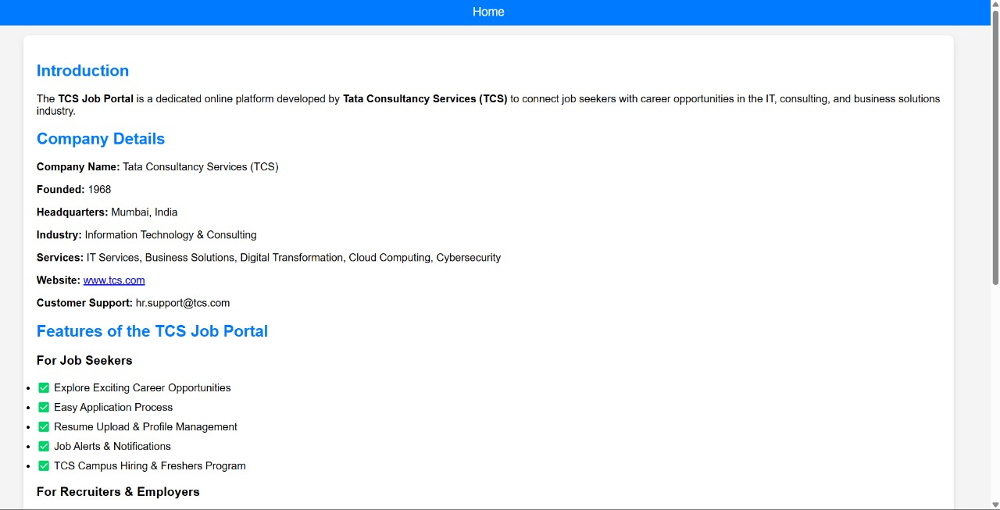 Home
Introduction
The TCS Job Portal is a dedicated online platform developed by Tata Consultancy Services (TCS) to connect job seekers with career opportunities in the IT, consulting, and business solutions
industry.
Company Details
Company Name: Tata Consultancy Services (TCS)
Founded: 1968
Headquarters: Mumbai, India
Industry: Information Technology & Consulting
Services: IT Services, Business Solutions, Digital Transformation, Cloud Computing, Cybersecurity
Website: www.tcs.com
Customer Support: hr.support@tcs.com
Features of the TCS Job Portal
For Job Seekers
• ✅ Explore Exciting Career Opportunities
• ✅ Easy Application Process
• ✅ Resume Upload & Profile Management
• ✅ Job Alerts & Notifications
• ✅ TCS Campus Hiring & Freshers Program
For Recruiters & Employers